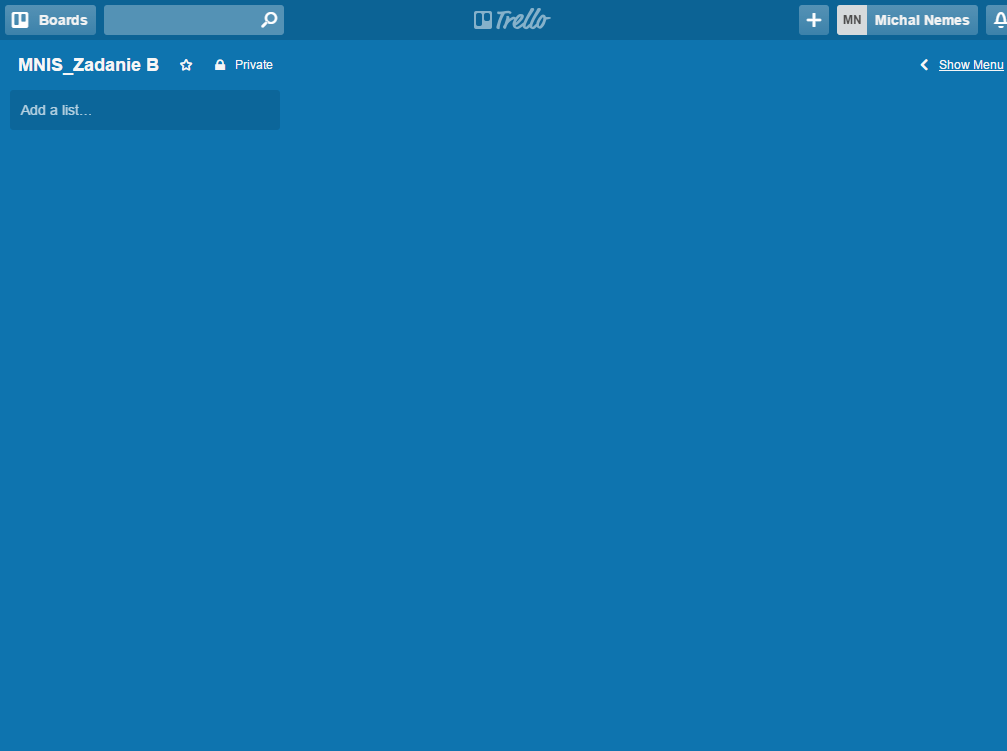 Boards
Trello
MN Michal Nemes
MNIS_Zadanie B
Private
Show Menu
Add a list...